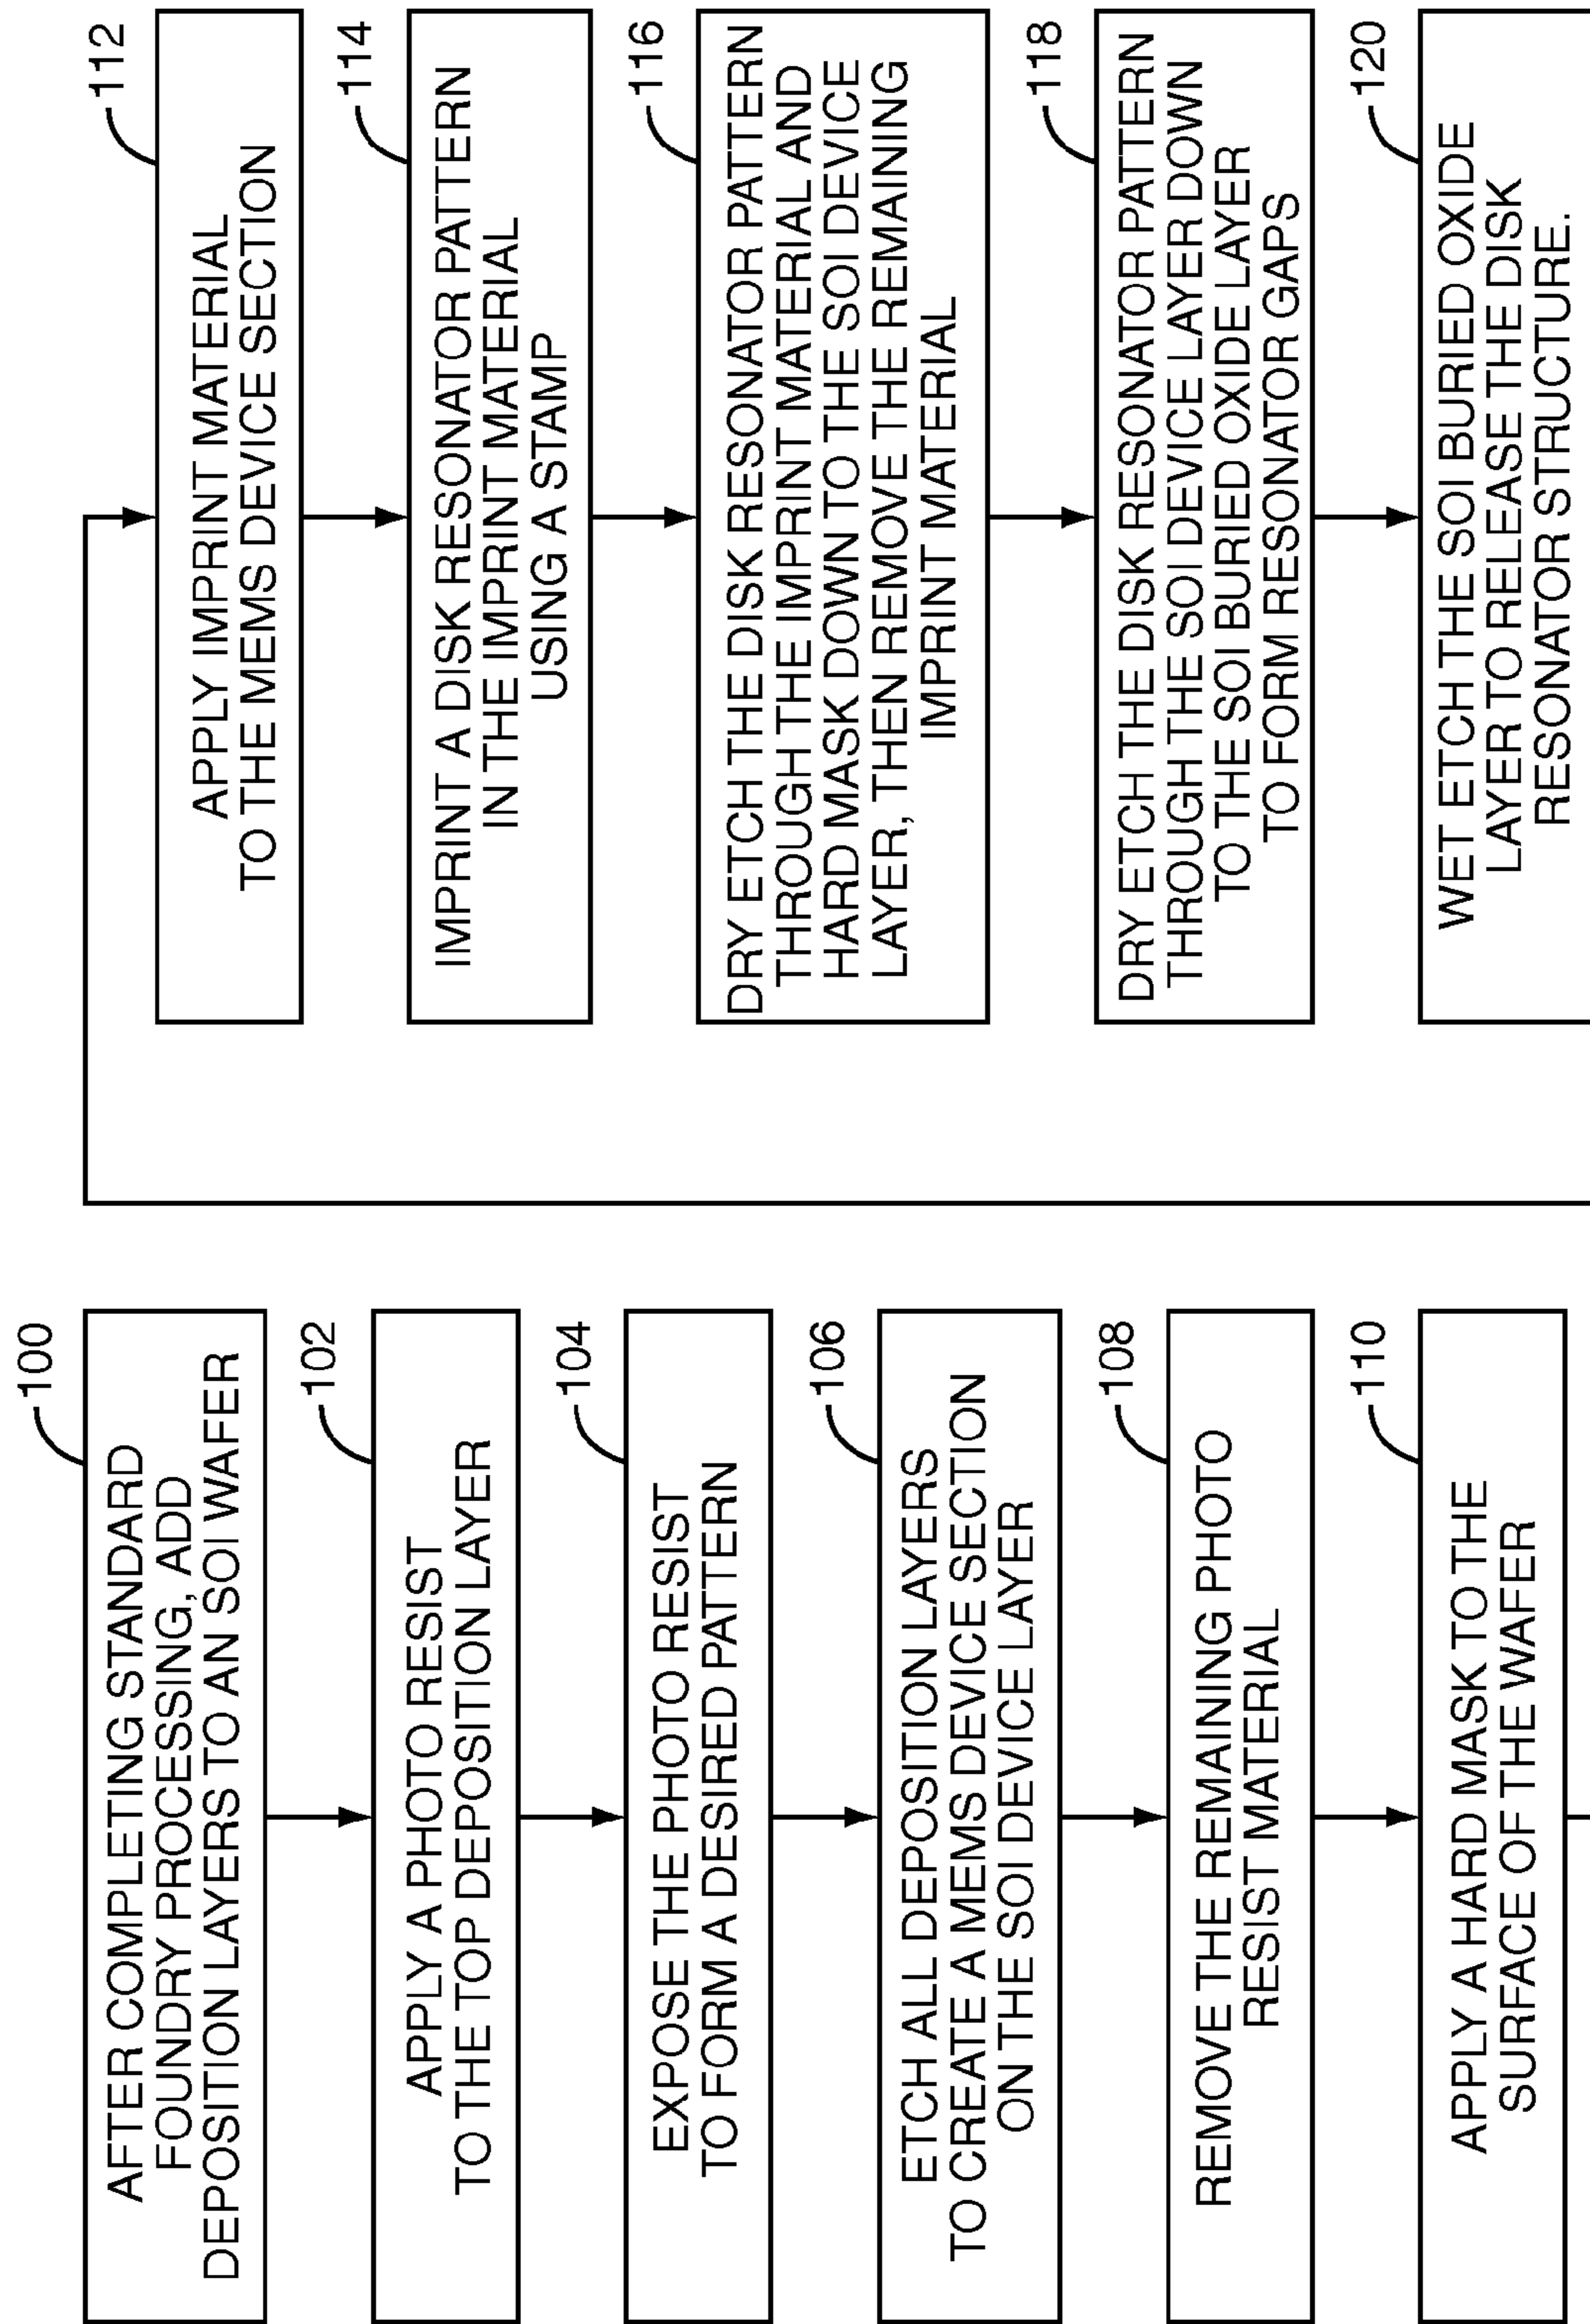 100
AFTER COMPLETING STANDARD
FOUNDRY PROCESSING, ADD
DEPOSITION LAYERS TO AN SOI WAFER
102
APPLY A PHOTO RESIST
TO THE TOP DEPOSITION LAYER
104
EXPOSE THE PHOTO RESIST
TO FORM A DESIRED PATTERN
106
ETCH ALL DEPOSITION LAYERS
TO CREATE A MEMS DEVICE SECTION
ON THE SOI DEVICE LAYER
108
REMOVE THE REMAINING PHOTO
RESIST MATERIAL
110
APPLY A HARD MASK TO THE
SURFACE OF THE WAFER
112
APPLY IMPRINT MATERIAL
TO THE MEMS DEVICE SECTION
114
IMPRINT A DISK RESONATOR PATTERN
IN THE IMPRINT MATERIAL
USING A STAMP
116
DRY ETCH THE DISK RESONATOR PATTERN
THROUGH THE IMPRINT MATERIAL AND
HARD MASK DOWN TO THE SOI DEVICE
LAYER, THEN REMOVE THE REMAINING
IMPRINT MATERIAL
118
DRY ETCH THE DISK RESONATOR PATTERN
THROUGH THE SOI DEVICE LAYER DOWN
TO THE SOI BURIED OXIDE LAYER
TO FORM RESONATOR GAPS
120
WET ETCH THE SOI BURIED OXIDE
LAYER TO RELEASE THE DISK
RESONATOR STRUCTURE.